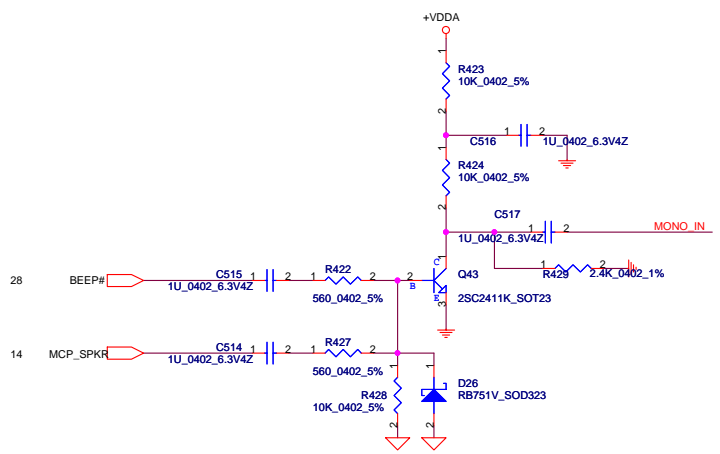 +VDDA
1
R423
10K_0402_5%
2
1
2
C516
1U_0402_6.3V4Z
1
R424
10K_0402_5%
2
C517
1
2
MONO_IN
1U_0402_6.3V4Z
1
C
1
2
R429
2.4K_0402_1%
28
BEEP#
C515
1
2
1U_0402_6.3V4Z
R422
1
2
560_0402_5%
2
B
Q43
E
3
2SC2411K_SOT23
14
MCP_SPKR
C514
1
2
1U_0402_6.3V4Z
R427
1
2
560_0402_5%
1
R428
10K_0402_5%
2
1
D26
RB751V_SOD323
2